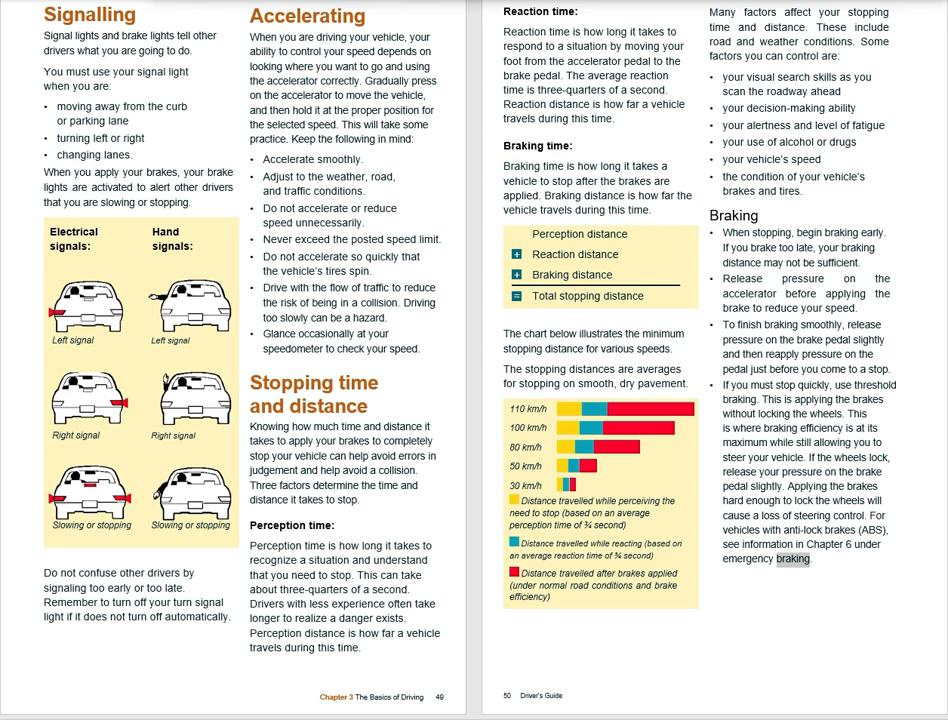 Signalling
Signal lights and brake lights tell other
drivers what you are going to do.
You must use your signal light
when you are:
• moving away from the curb
or parking lane
• turning left or right
• changing lanes.
When you apply your brakes, your brake
lights are activated to alert other drivers
that you are slowing or stopping.
Electrical
signals:
Hand
signals:
Left signal
Left signal
Right signal
Right signal
Slowing or stopping
Slowing or stopping
Do not confuse other drivers by
signaling too early or too late.
Remember to turn off your turn signal
light if it does not turn off automatically.
Accelerating
When you are driving your vehicle, your
ability to control your speed depends on
looking where you want to go and using
the accelerator correctly. Gradually press
on the accelerator to move the vehicle,
and then hold it at the proper position for
the selected speed. This will take some
practice. Keep the following in mind:
• Accelerate smoothly.
• Adjust to the weather, road,
and traffic conditions.
• Do not accelerate or reduce
speed unnecessarily.
• Never exceed the posted speed limit.
• Do not accelerate so quickly that
the vehicle's tires spin.
• Drive with the flow of traffic to reduce
the risk of being in a collision. Driving
too slowly can be a hazard.
• Glance occasionally at your
speedometer to check your speed.
Stopping time
and distance
Knowing how much time and distance it
takes to apply your brakes to completely
stop your vehicle can help avoid errors in
judgement and help avoid a collision.
Three factors determine the time and
distance it takes to stop.
Perception time:
Perception time is how long it takes to
recognize a situation and understand
that you need to stop. This can take
about three-quarters of a second.
Drivers with less experience often take
longer to realize a danger exists.
Perception distance is how far a vehicle
travels during this time.
Chapter 3 The Basics of Driving 49
Reaction time:
Reaction time is how long it takes to
respond to a situation by moving your
foot from the accelerator pedal to the
brake pedal. The average reaction
time is three-quarters of a second.
Reaction distance is how far a vehicle
travels during this time.
Braking time:
Braking time is how long it takes a
vehicle to stop after the brakes are
applied. Braking distance is how far the
vehicle travels during this time.
Perception distance
+ Reaction distance
+ Braking distance
= Total stopping distance
The chart below illustrates the minimum
stopping distance for various speeds.
The stopping distances are averages
for stopping on smooth, dry pavement.
110 km/h
100 km/h
80 km/h
50 km/h
30 km/h
Distance travelled while perceiving the
need to stop (based on an average
perception time of ¾ second)
Distance travelled while reacting (based on
an average reaction time of ¾ second)
Distance travelled after brakes applied
(under normal road conditions and brake
efficiency)
Many factors affect your stopping
time and distance. These include
road and weather conditions. Some
factors you can control are:
• your visual search skills as you
scan the roadway ahead
• your decision-making ability
• your alertness and level of fatigue
• your use of alcohol or drugs
• your vehicle's speed
• the condition of your vehicle's
brakes and tires.
Braking
• When stopping, begin braking early.
If you brake too late, your braking
distance may not be sufficient.
• Release pressure on the
accelerator before applying the
brake to reduce your speed.
• To finish braking smoothly, release
pressure on the brake pedal slightly
and then reapply pressure on the
pedal just before you come to a stop.
• If you must stop quickly, use threshold
braking. This is applying the brakes
without locking the wheels. This
is where braking efficiency is at its
maximum while still allowing you to
steer your vehicle. If the wheels lock,
release your pressure on the brake
pedal slightly. Applying the brakes
hard enough to lock the wheels will
cause a loss of steering control. For
vehicles with anti-lock brakes (ABS),
see information in Chapter 6 under
emergency braking.
50 Driver's Guide